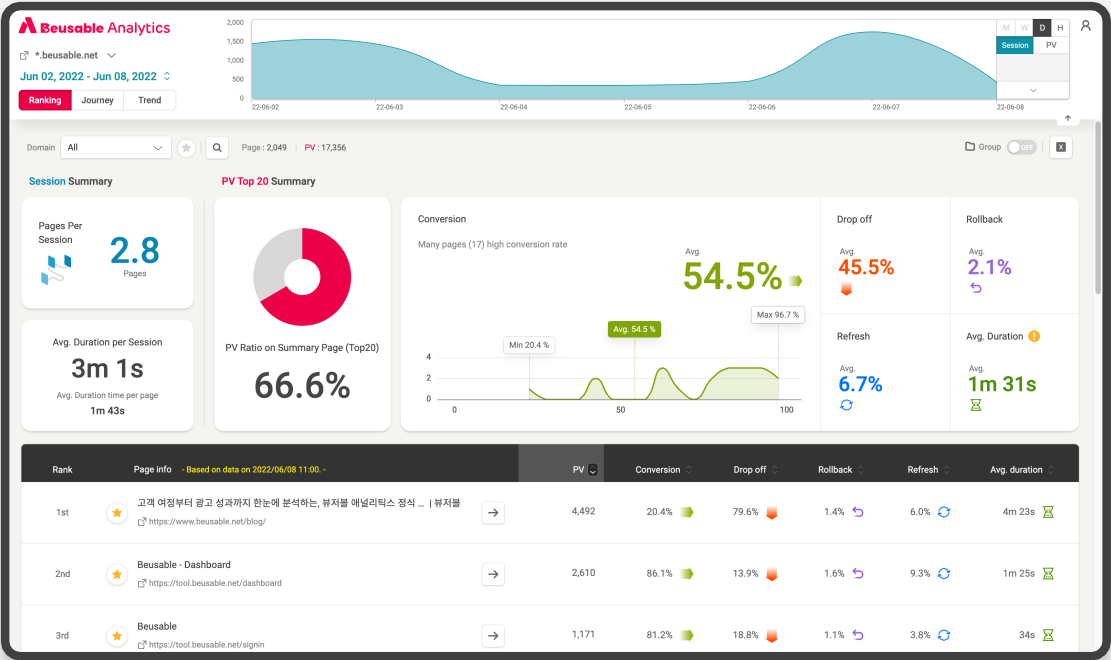 Beusable Analytics
*.beusable.net
Jun 02, 2022 - Jun 08, 2022
Ranking Journey Trend
2,000
1,500
1,000
500
0
22-06-02 22-06-03 22-06-04 22-06-05 22-06-06 22-06-07 22-06-08
M W D H
Session PV
Domain All Page : 2,049 PV : 17,356 Group OFF X
Session Summary
PV Top 20 Summary
Pages Per
Session
2.8
Pages
Avg. Duration per Session
3m 1s
Avg. Duration time per page
1m 43s
PV Ratio on Summary Page (Top20)
66.6%
Conversion
Many pages (17) high conversion rate
Avg.
54.5%
Max 96.7 %
Avg. 54.5 %
Min 20.4 %
4
2
0
0 50 100
Drop off
Avg.
45.5%
Rollback
Avg.
2.1%
Refresh
Avg.
6.7%
Avg. Duration !
Avg.
1m 31s
Rank Page info - Based on data on 2022/06/08 11:00. - PV Conversion Drop off Rollback Refresh Avg. duration
1st 고객 여정부터 광고 성과까지 한눈에 분석하는, 뷰저블 애널리틱스 정식 ... | 뷰저블 4,492 20.4% 79.6% 1.4% 6.0% 4m 23s
https://www.beusable.net/blog/
2nd Beusable - Dashboard 2,610 86.1% 13.9% 1.6% 9.3% 1m 25s
https://tool.beusable.net/dashboard
3rd Beusable 1,171 81.2% 18.8% 1.1% 3.8% 34s
https://tool.beusable.net/signin